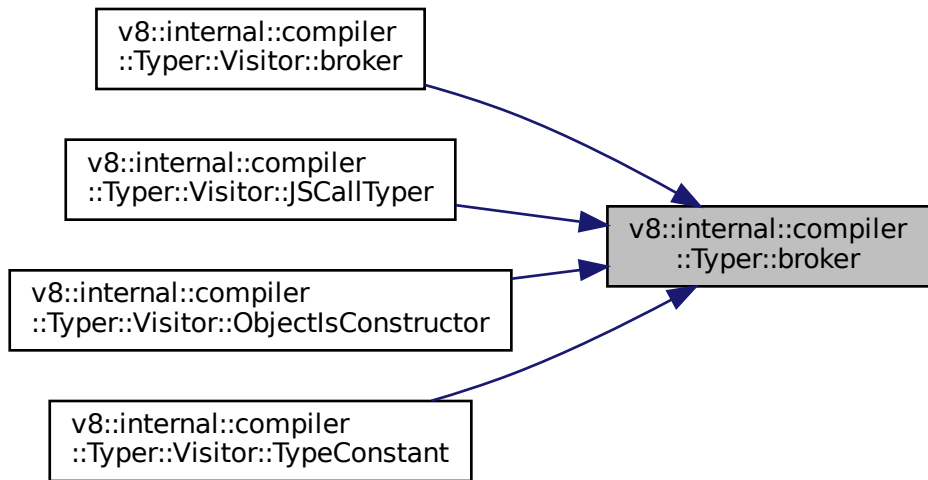 v8::internal::compiler
::Typer::Visitor::broker
v8::internal::compiler
::Typer::Visitor::JSCallTyper
v8::internal::compiler
::Typer::broker
v8::internal::compiler
::Typer::Visitor::ObjectIsConstructor
v8::internal::compiler
::Typer::Visitor::TypeConstant